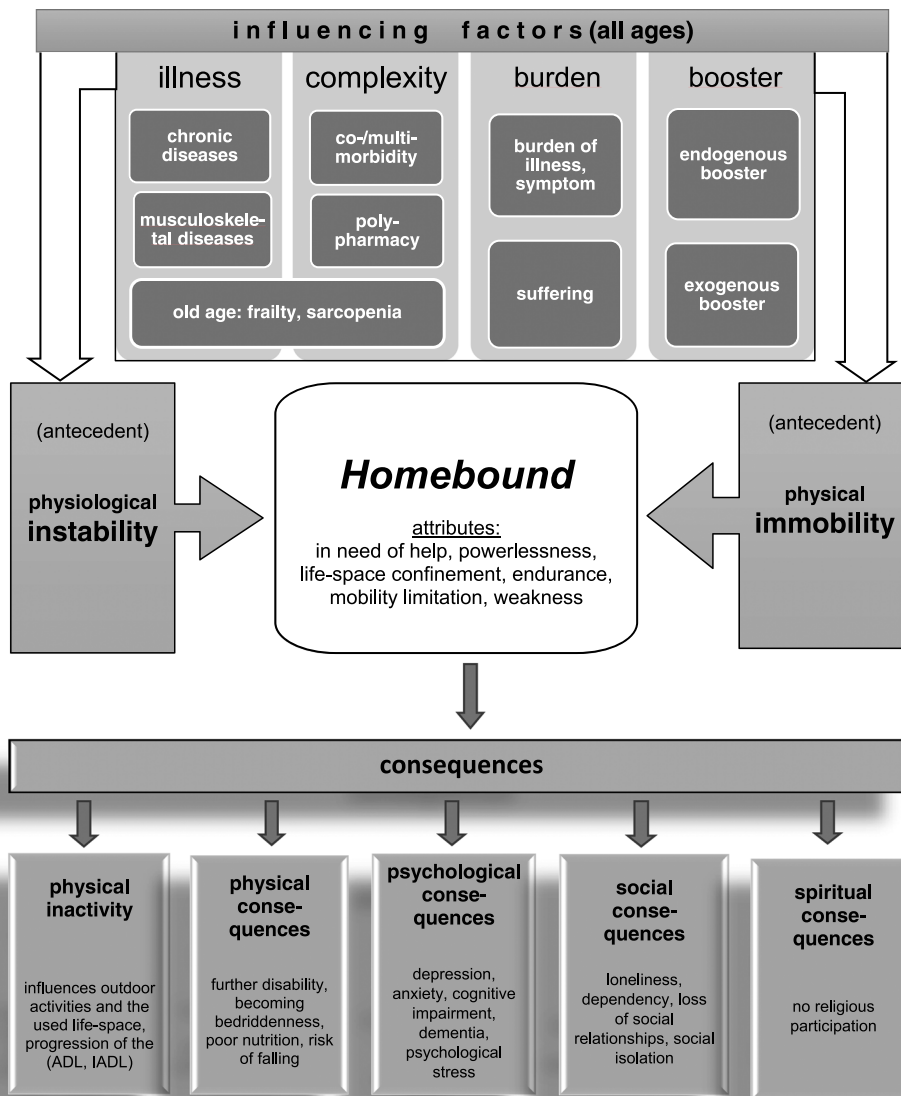 influencing factors (all ages)
illness
complexity
burden
booster
chronic
diseases
musculoskele-
tal diseases
co-/multi-
morbidity
poly-
pharmacy
old age: frailty, sarcopenia
burden of
illness,
symptom
suffering
endogenous
booster
exogenous
booster
(antecedent)
physiological
instability
Homebound
attributes:
in need of help, powerlessness,
life-space confinement, endurance,
mobility limitation, weakness
(antecedent)
physical
immobility
consequences
physical
inactivity
influences outdoor
activities and the
used life-space,
progression of the
(ADL, IADL)
physical
conse-
quences
further disability,
becoming
bedriddenness,
poor nutrition, risk
of falling
psychological
conse-
quences
depression,
anxiety, cognitive
impairment,
dementia,
psychological
stress
social
conse-
quences
loneliness,
dependency, loss
of social
relationships, social
isolation
spiritual
conse-
quences
no religious
participation